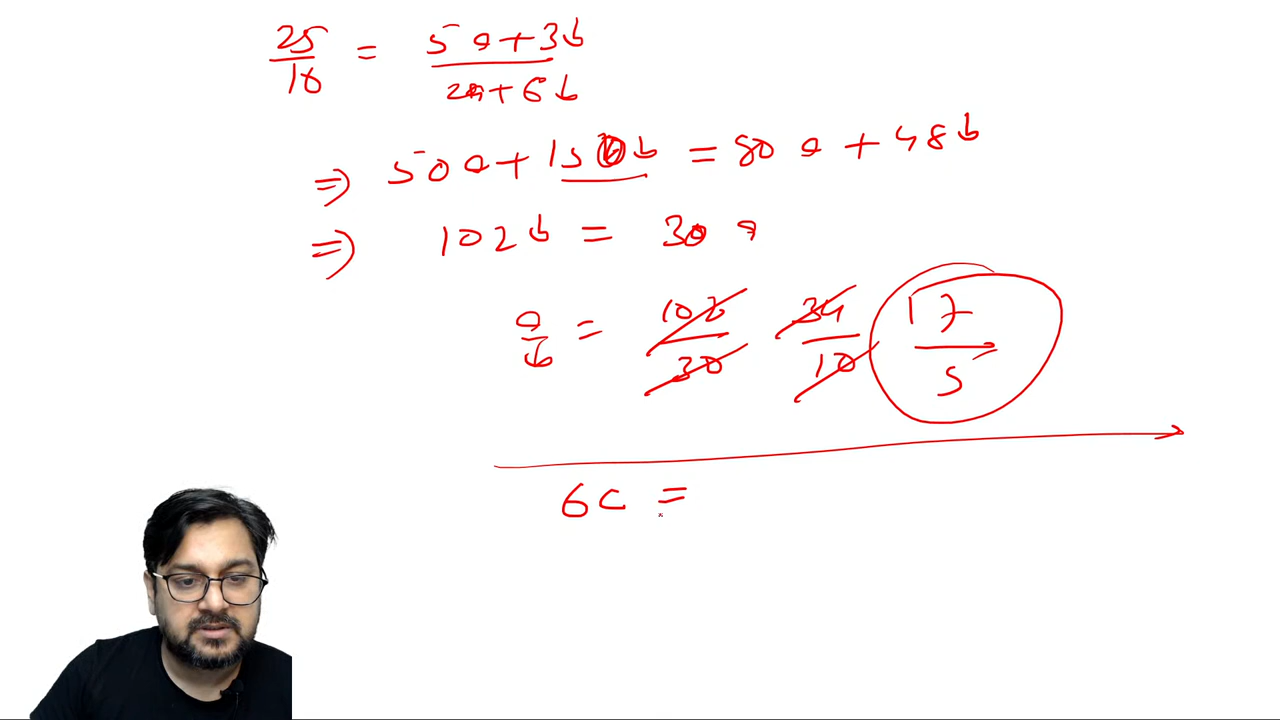 25/16 = (5a+3b)/(2a+6b)
⇒ 50a+150b = 80a+48b
⇒ 102b = 30a
a/b = 102/30 34/10 17/5
6c =